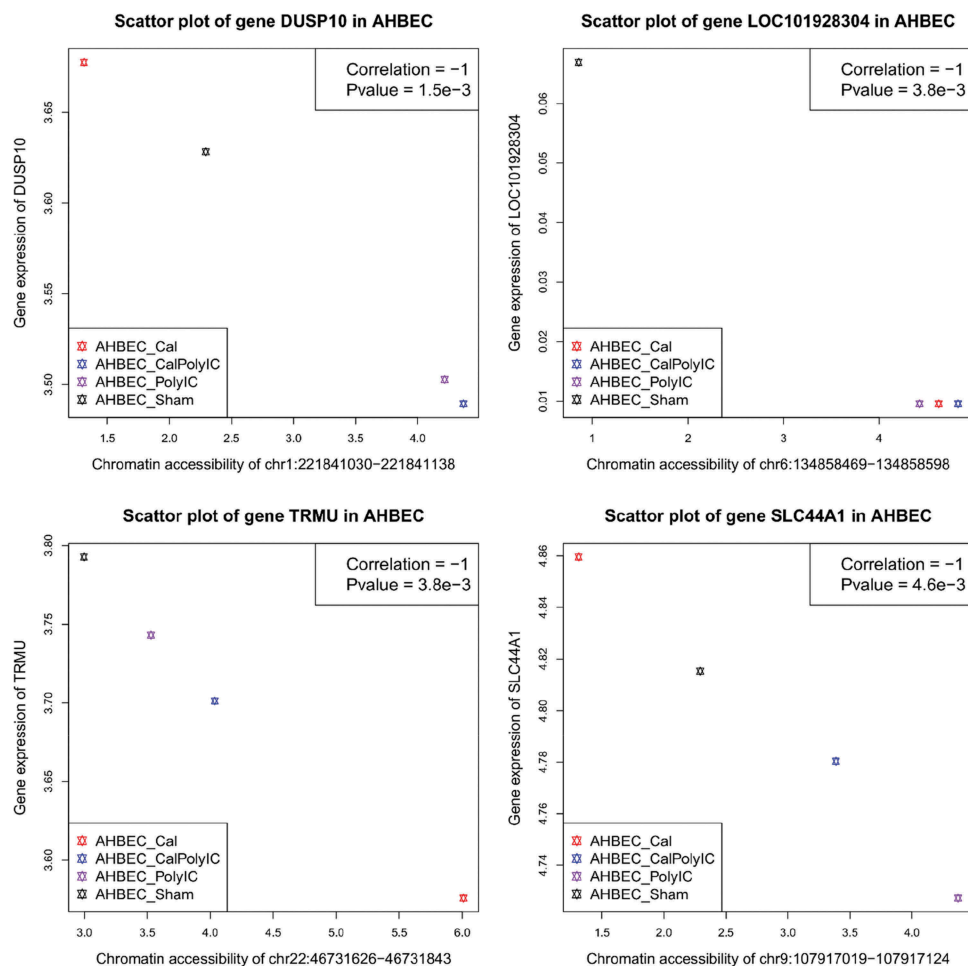 Scattor plot of gene DUSP10 in AHBEC
Correlation = −1
Pvalue = 1.5e−3
Gene expression of DUSP10
3.65
3.60
3.55
3.50
AHBEC_Cal
AHBEC_CalPolyIC
AHBEC_PolyIC
AHBEC_Sham
1.5 2.0 2.5 3.0 3.5 4.0
Chromatin accessibility of chr1:221841030−221841138
Scattor plot of gene LOC101928304 in AHBEC
Correlation = −1
Pvalue = 3.8e−3
Gene expression of LOC101928304
0.06
0.05
0.04
0.03
0.02
0.01
AHBEC_Cal
AHBEC_CalPolyIC
AHBEC_PolyIC
AHBEC_Sham
1 2 3 4
Chromatin accessibility of chr6:134858469−134858598
Scattor plot of gene TRMU in AHBEC
Correlation = −1
Pvalue = 3.8e−3
Gene expression of TRMU
3.80
3.75
3.70
3.65
3.60
AHBEC_Cal
AHBEC_CalPolyIC
AHBEC_PolyIC
AHBEC_Sham
3.0 3.5 4.0 4.5 5.0 5.5 6.0
Chromatin accessibility of chr22:46731626−46731843
Scattor plot of gene SLC44A1 in AHBEC
Correlation = −1
Pvalue = 4.6e−3
Gene expression of SLC44A1
4.86
4.84
4.82
4.80
4.78
4.76
4.74
AHBEC_Cal
AHBEC_CalPolyIC
AHBEC_PolyIC
AHBEC_Sham
1.5 2.0 2.5 3.0 3.5 4.0
Chromatin accessibility of chr9:107917019−107917124